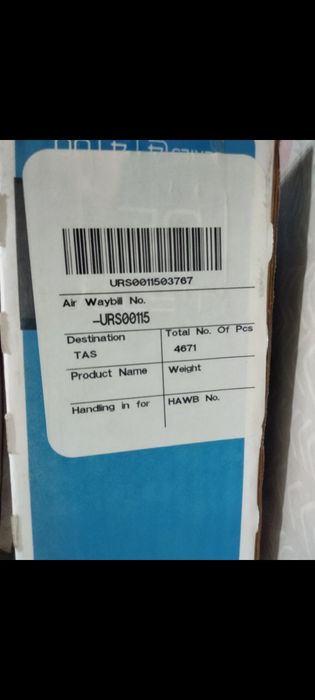 URS0011503767
Air Waybill No.
-URS00115
Destination
TAS
Total No. Of Pcs
4671
Product Name
Weight
Handling in for
HAWB No.